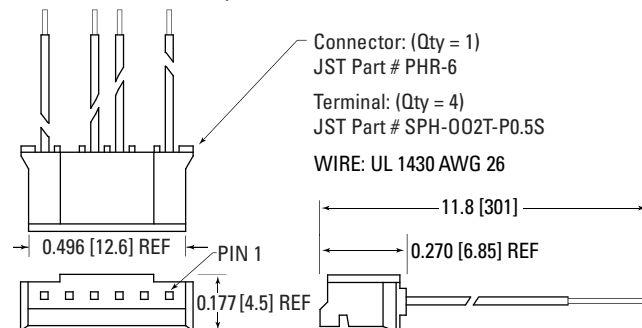 Connector: (Qty = 1)
JST Part # PHR-6
Terminal: (Qty = 4)
JST Part # SPH-OO2T-P0.5S
WIRE: UL 1430 AWG 26
11.8 [301]
0.496 [12.6] REF
PIN 1
0.270 [6.85] REF
0.177 [4.5] REF